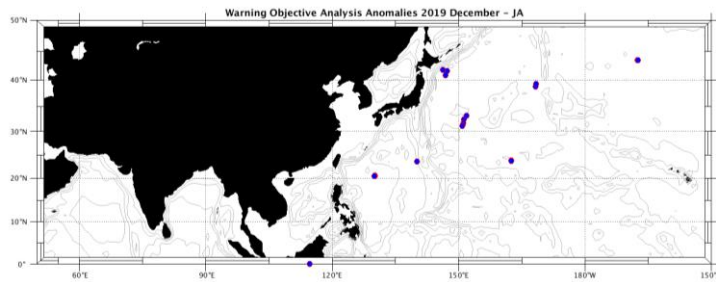 Warning Objective Analysis Anomalies 2019 December - JA
50°N
40°N
30°N
20°N
10°N
0°
60°E 90°E 120°E 150°E 180°W 150°